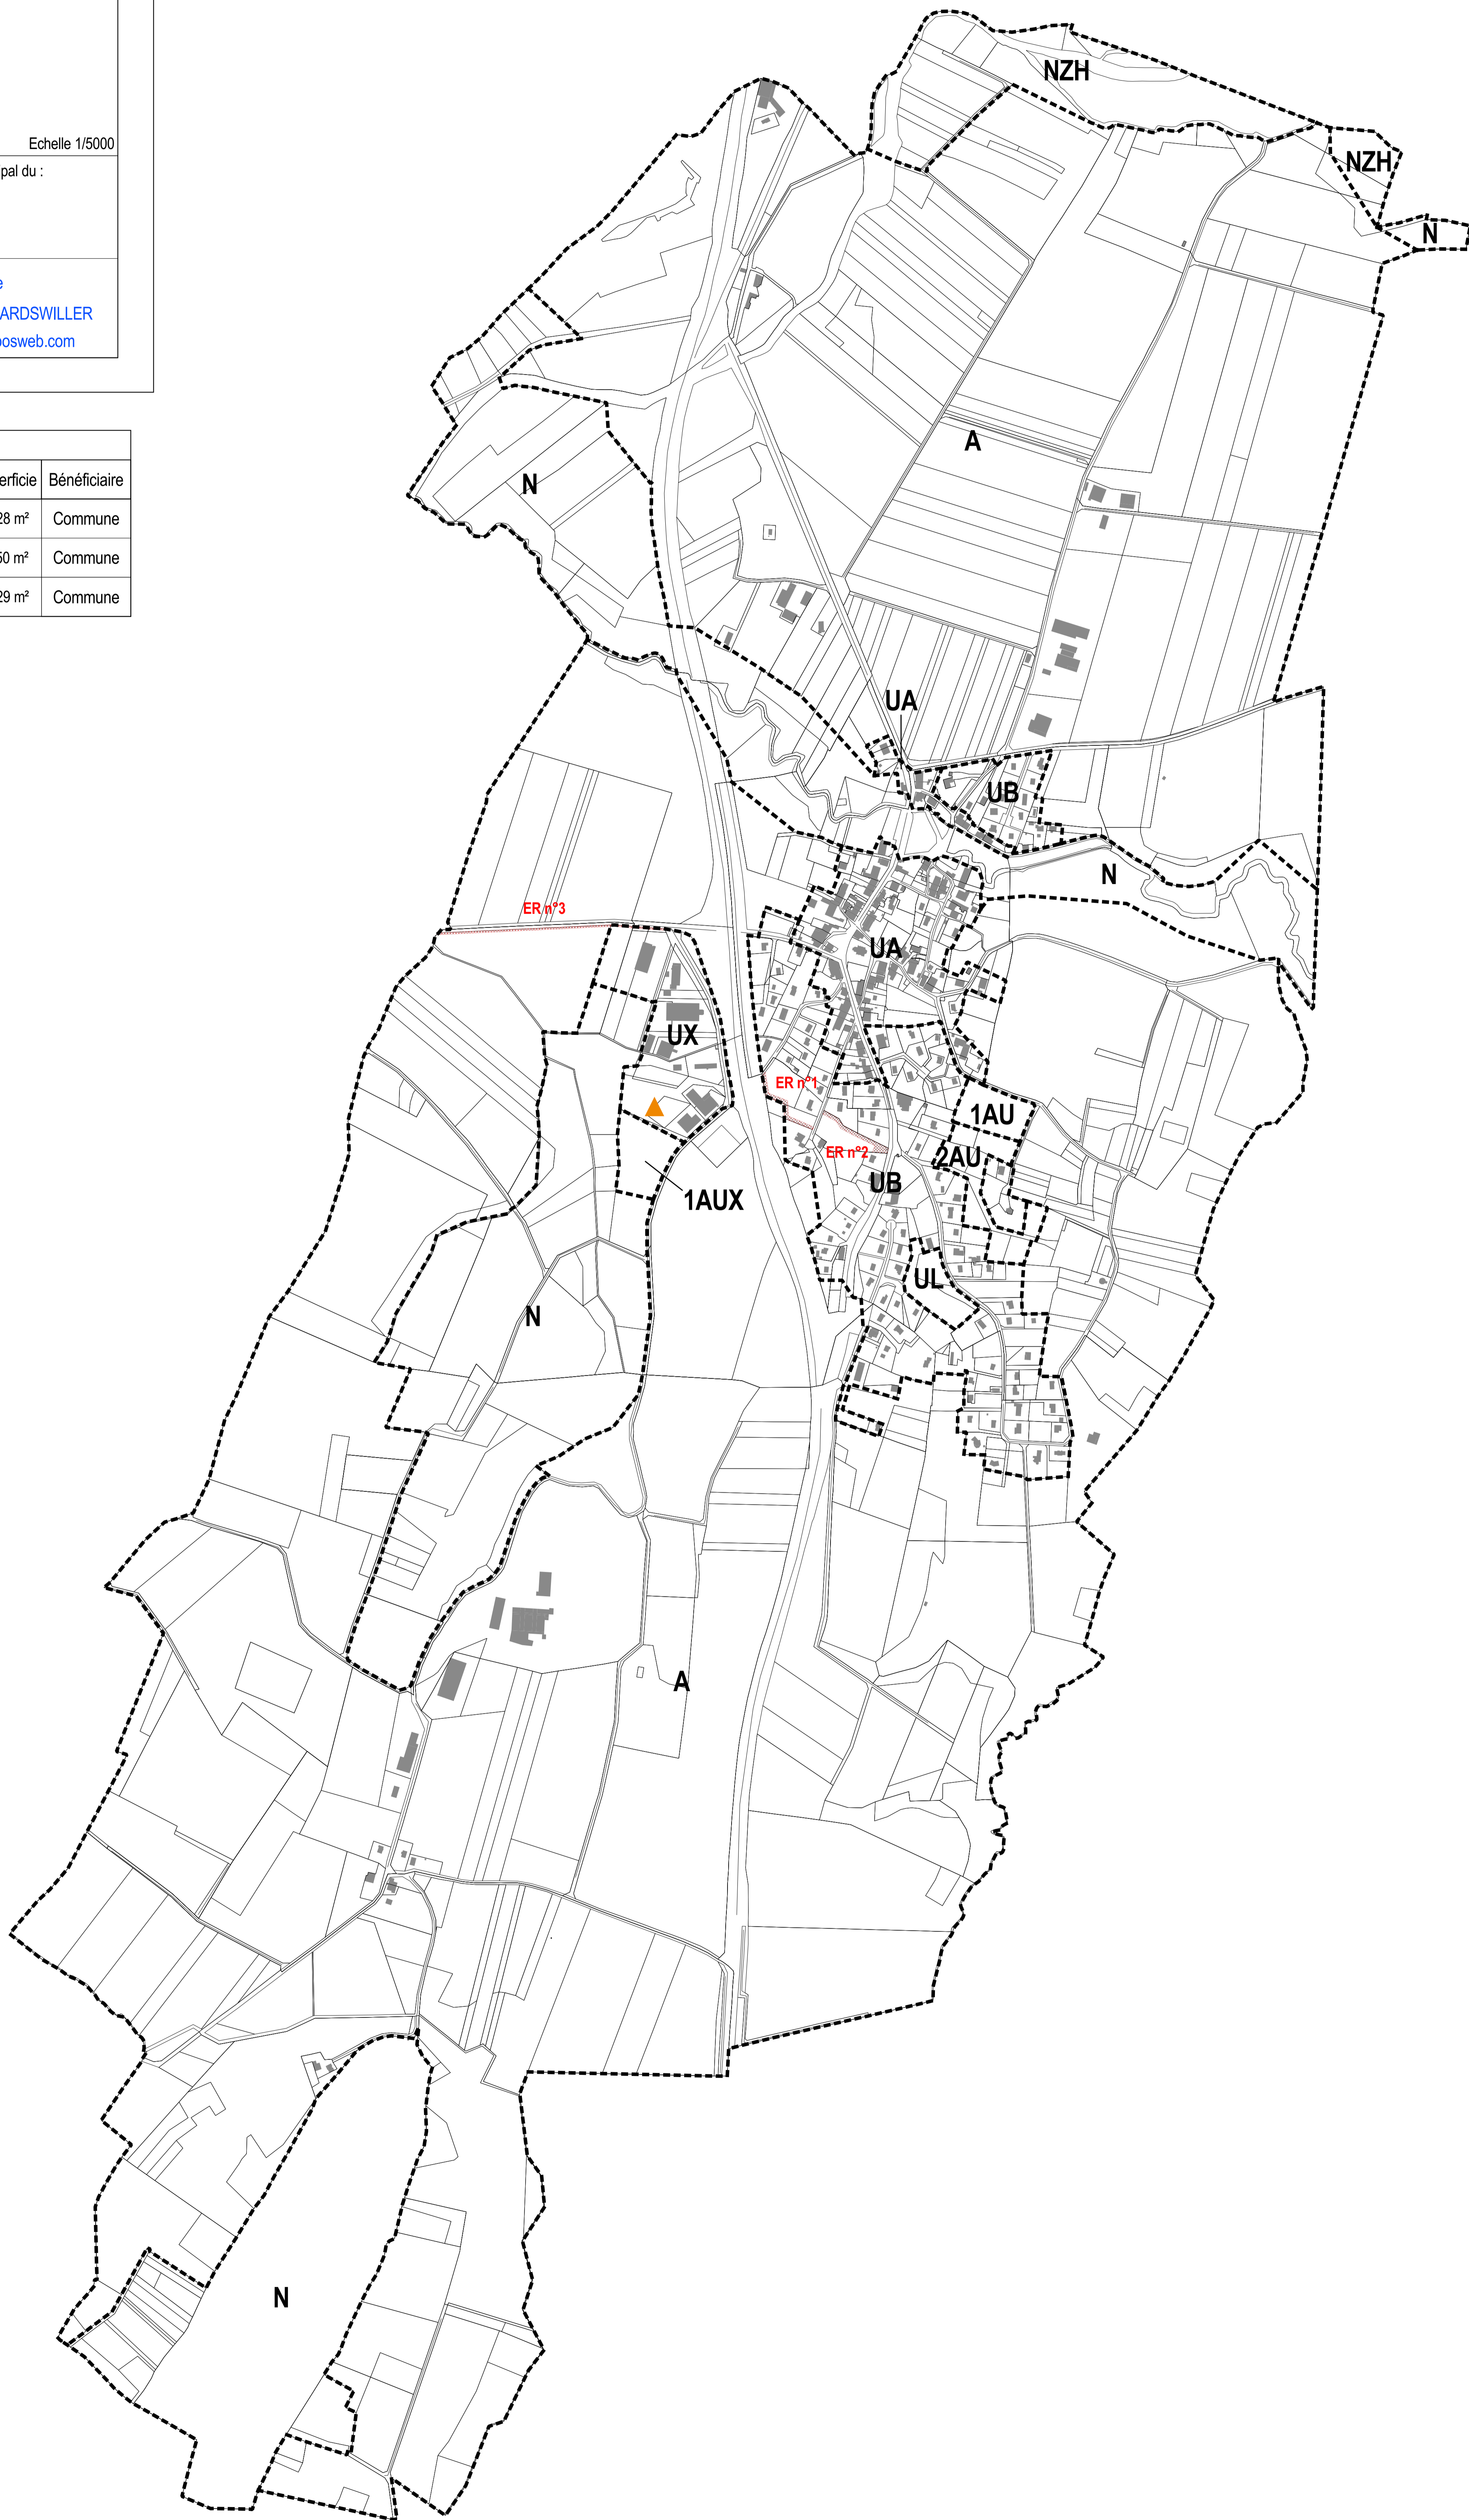 Echelle 1/5000
pal du :
e
ARDSWILLER
oosweb.com
erficie Bénéficiaire
28 m² Commune
50 m² Commune
29 m² Commune
NZH
NZH
N
A
N
UA
UB
N
ER n°3
UA
UX
ER n°1
1AU
ER n°2
2AU
UB
1AUX
UL
N
A
N